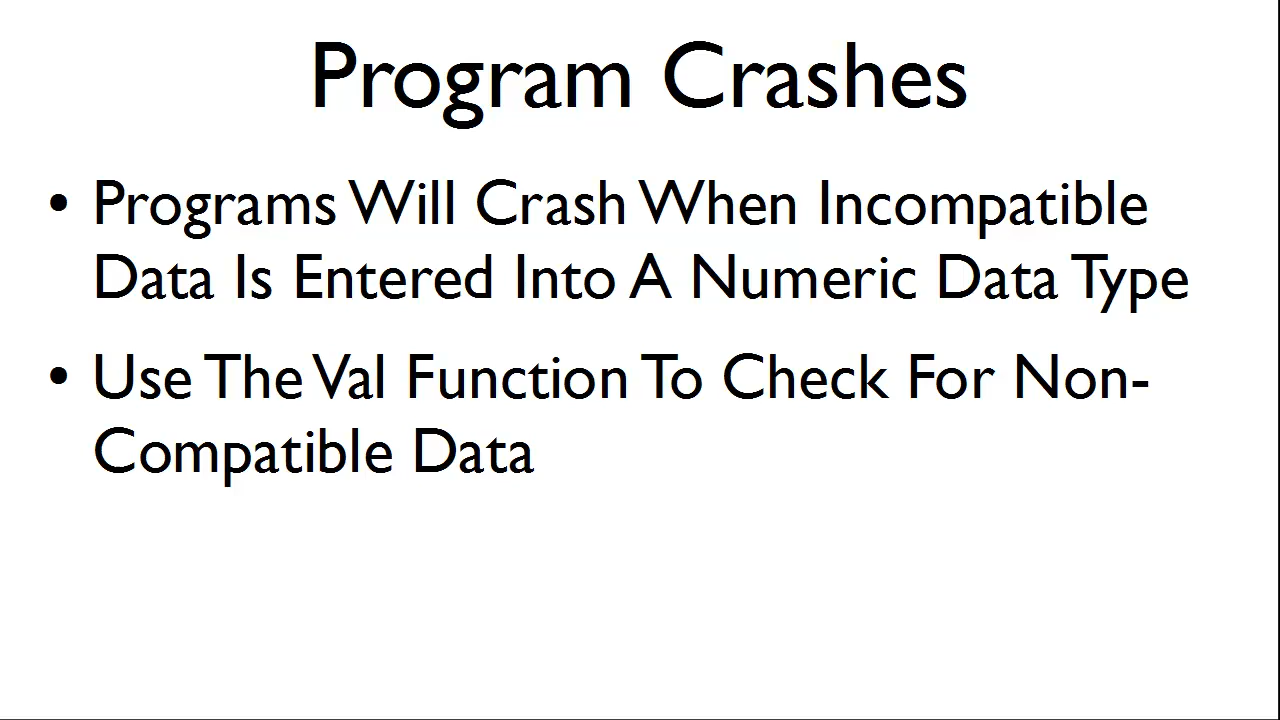 Program Crashes
• Programs Will Crash When Incompatible
Data Is Entered Into A Numeric Data Type
• Use The Val Function To Check For Non-
Compatible Data